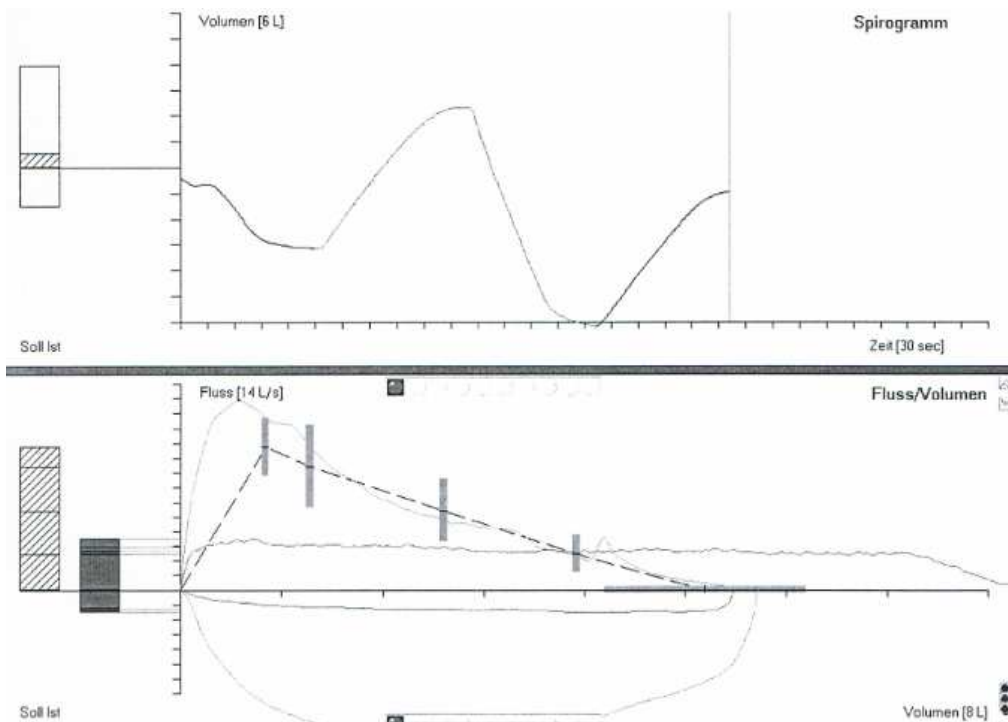 Volumen [6 L]
Spirogramm
Soll Ist
Zeit [30 sec]
Fluss [14 L/s]
Fluss/Volumen
Soll Ist
Volumen [8 L]